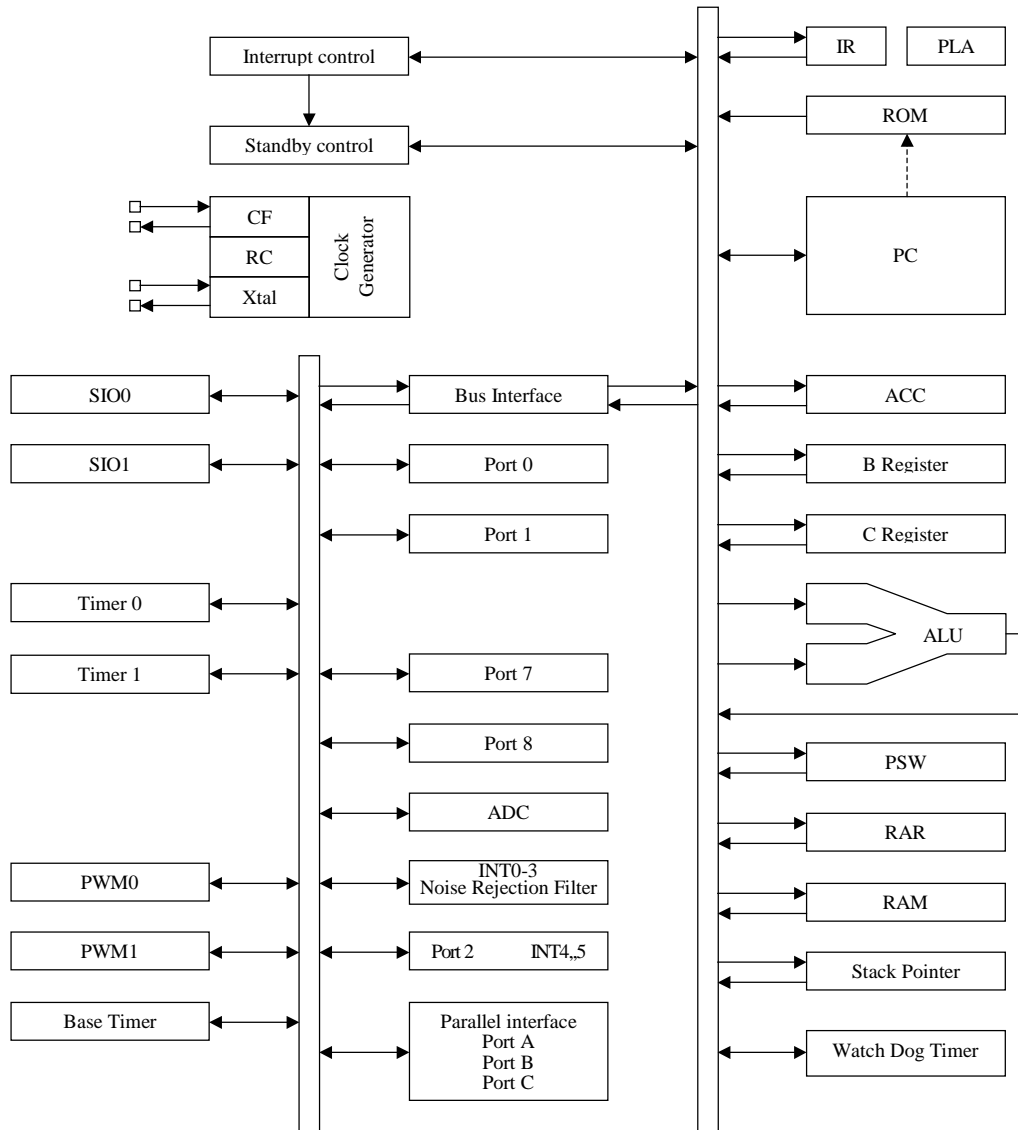 Interrupt control
IR
PLA
ROM
Standby control
CF
RC
Xtal
Clock
Generator
PC
SIO0
Bus Interface
ACC
SIO1
Port 0
B Register
Port 1
C Register
Timer 0
ALU
Timer 1
Port 7
Port 8
PSW
ADC
RAR
PWM0
INT0-3
Noise Rejection Filter
RAM
PWM1
Port 2 INT4,,5
Stack Pointer
Base Timer
Parallel interface
Port A
Port B
Port C
Watch Dog Timer